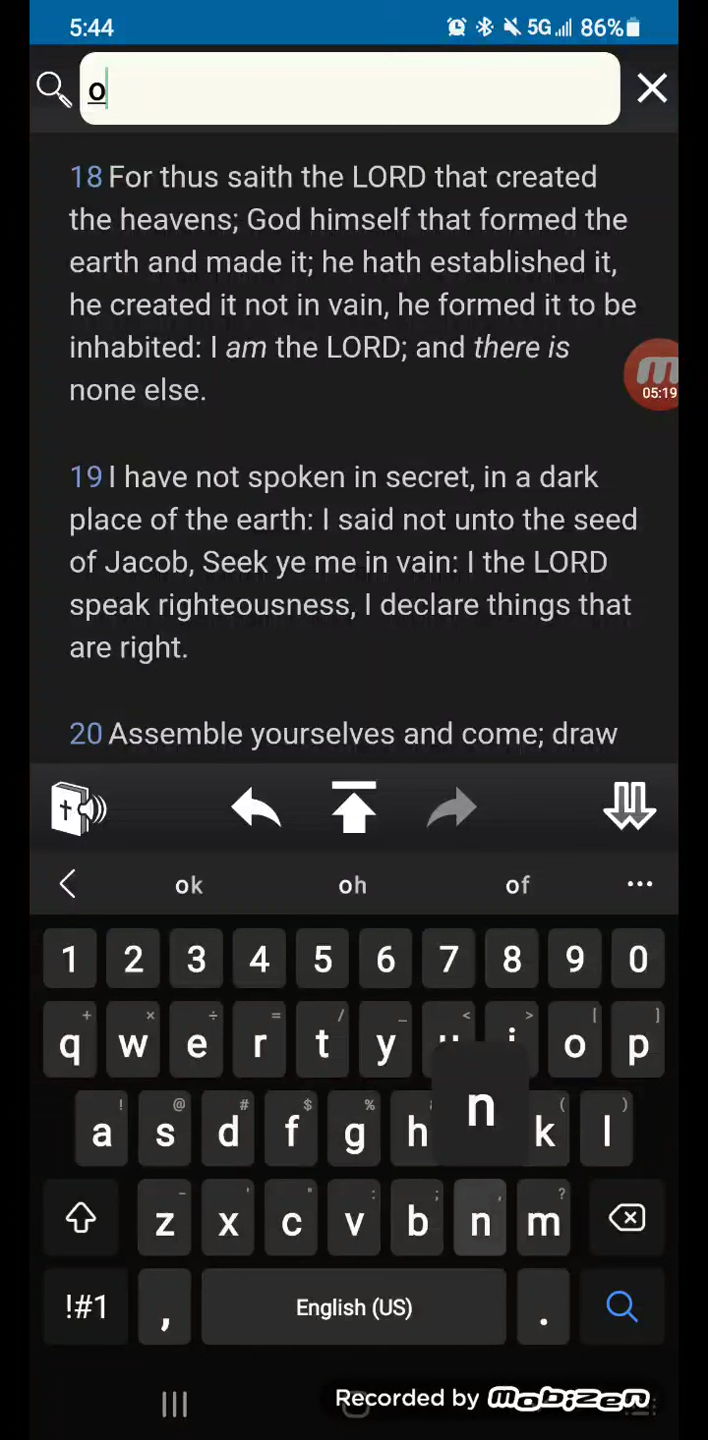 5:44 5G 86%
o
18 For thus saith the LORD that created
the heavens; God himself that formed the
earth and made it; he hath established it,
he created it not in vain, he formed it to be
inhabited: I am the LORD; and there is
none else.
05:19
19 I have not spoken in secret, in a dark
place of the earth: I said not unto the seed
of Jacob, Seek ye me in vain: I the LORD
speak righteousness, I declare things that
are right.
20 Assemble yourselves and come; draw
ok oh of ...
1 2 3 4 5 6 7 8 9 0
+ × ÷ = / _ < > [ ]
q w e r t y o p
! @ # $ % ( )
a s d f g h n k l
- ' " : ; , ?
z x c v b n m
!#1 , English (US) .
Recorded by mobizen